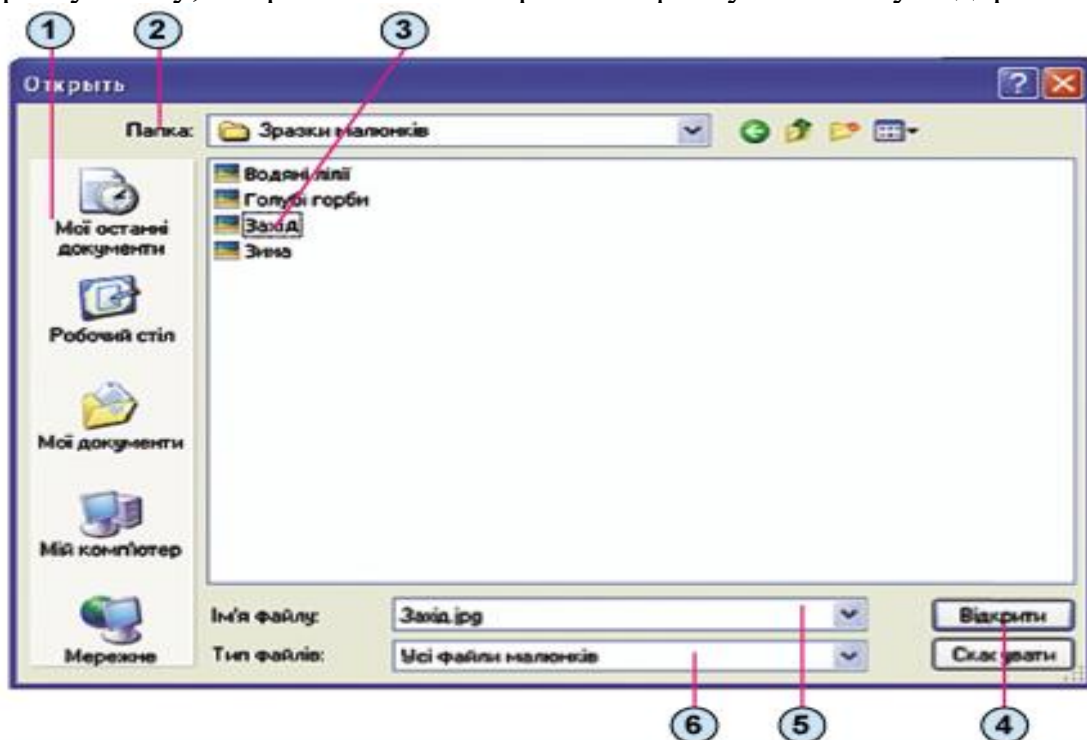 1 2 3
Открыть
Папка: Зразки малюнків
Водяні лілії
Голубі горби
Захід
Зима
Мої останні
документи
Робочий стіл
Мої документи
Мій комп'ютер
Мережне
Ім'я файлу: Захід.jpg Відкрити
Тип файлів: Усі файли малюнків Скасувати
6 5 4